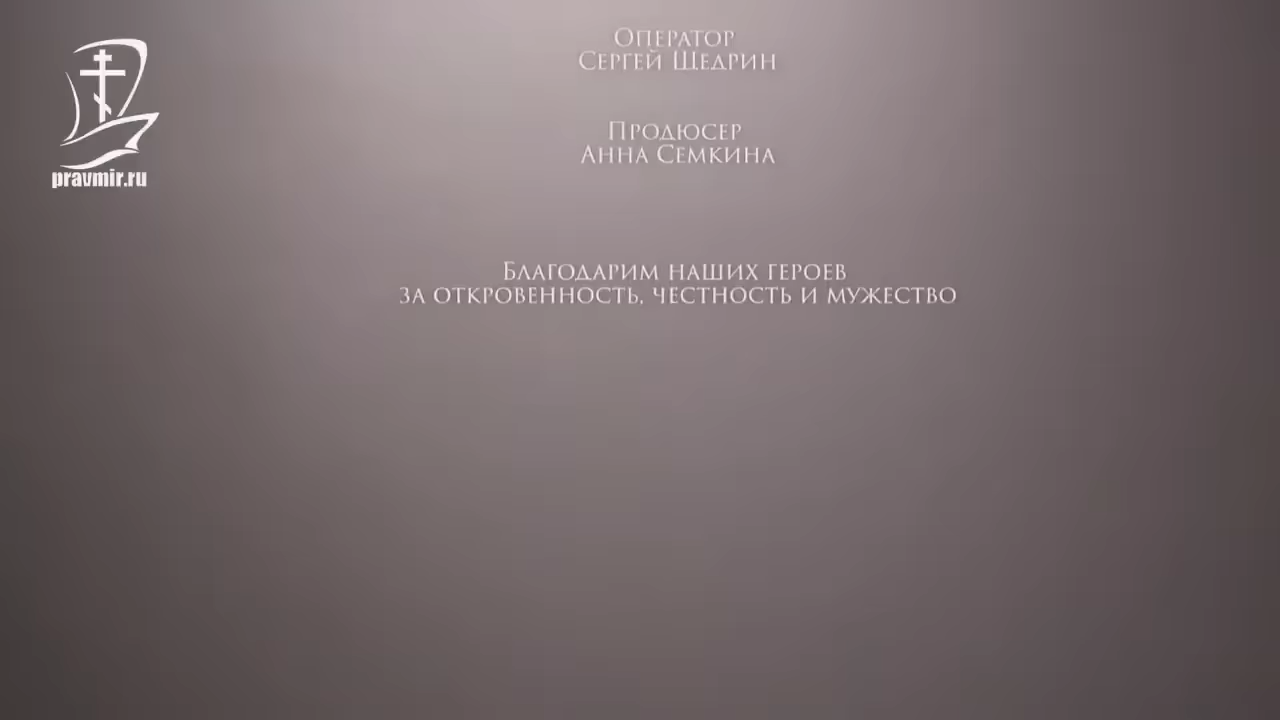 Оператор
Сергей Щедрин
Продюсер
Анна Семкина
pravmir.ru
Благодарим наших героев
за откровенность, честность и мужество